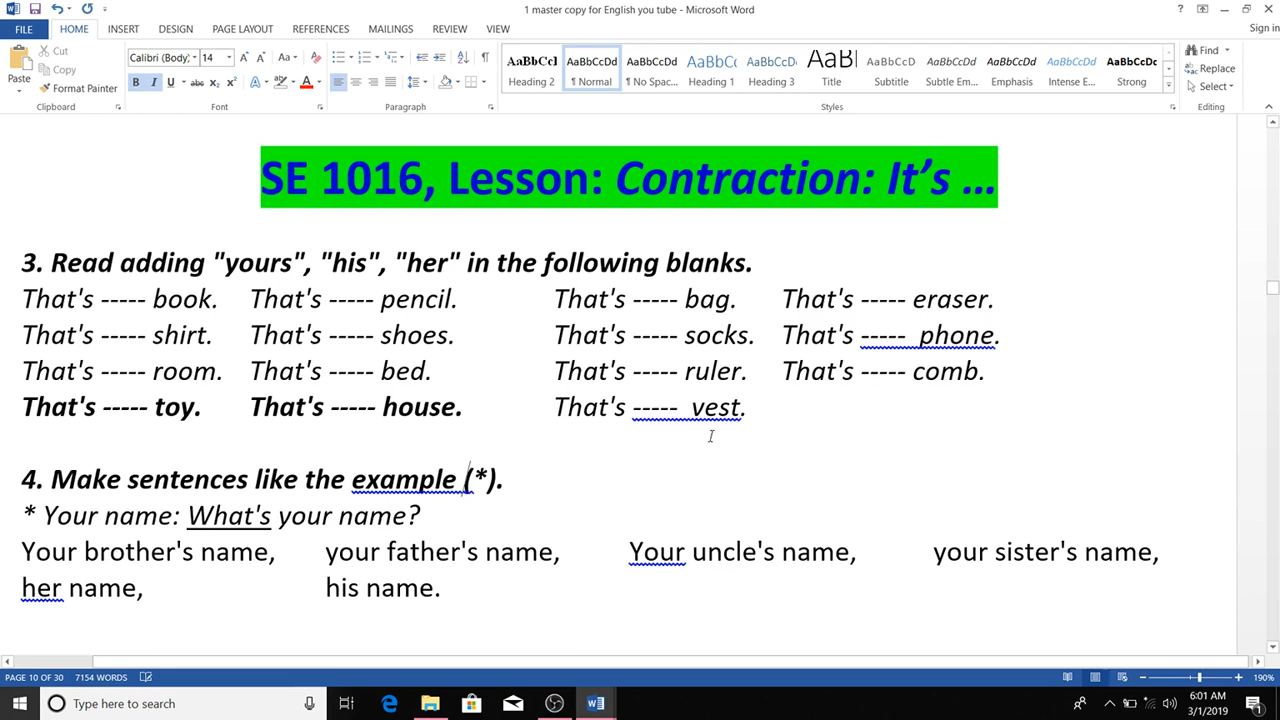 1 master copy for English you tube - Microsoft Word
Sign in
FILE HOME INSERT DESIGN PAGE LAYOUT REFERENCES MAILINGS REVIEW VIEW
Paste Cut Copy Format Painter
Calibri (Body) 14
AaBbCcI AaBbCcDd AaBbCcDd AaBbCc AaBbCcDd AaBl AaBbCcDd AaBbCcDd AaBbCcDd AaBbCcDd AaBbCcDc
Heading 2 ¶ Normal ¶ No Spac... Heading 1 Heading 3 Title Subtitle Subtle Em... Emphasis Intense E... Strong
Find Replace Select
Clipboard Font Paragraph Styles Editing
SE 1016, Lesson: Contraction: It’s …
3. Read adding "yours", "his", "her" in the following blanks.
That's ----- book. That's ----- pencil. That's ----- bag. That's ----- eraser.
That's ----- shirt. That's ----- shoes. That's ----- socks. That's ----- phone.
That's ----- room. That's ----- bed. That's ----- ruler. That's ----- comb.
That's ----- toy. That's ----- house. That's ----- vest.
4. Make sentences like the example (*).
* Your name: What's your name?
Your brother's name, your father's name, Your uncle's name, your sister's name,
her name, his name.
PAGE 10 OF 30 7154 WORDS 190%
Type here to search
6:01 AM
3/1/2019